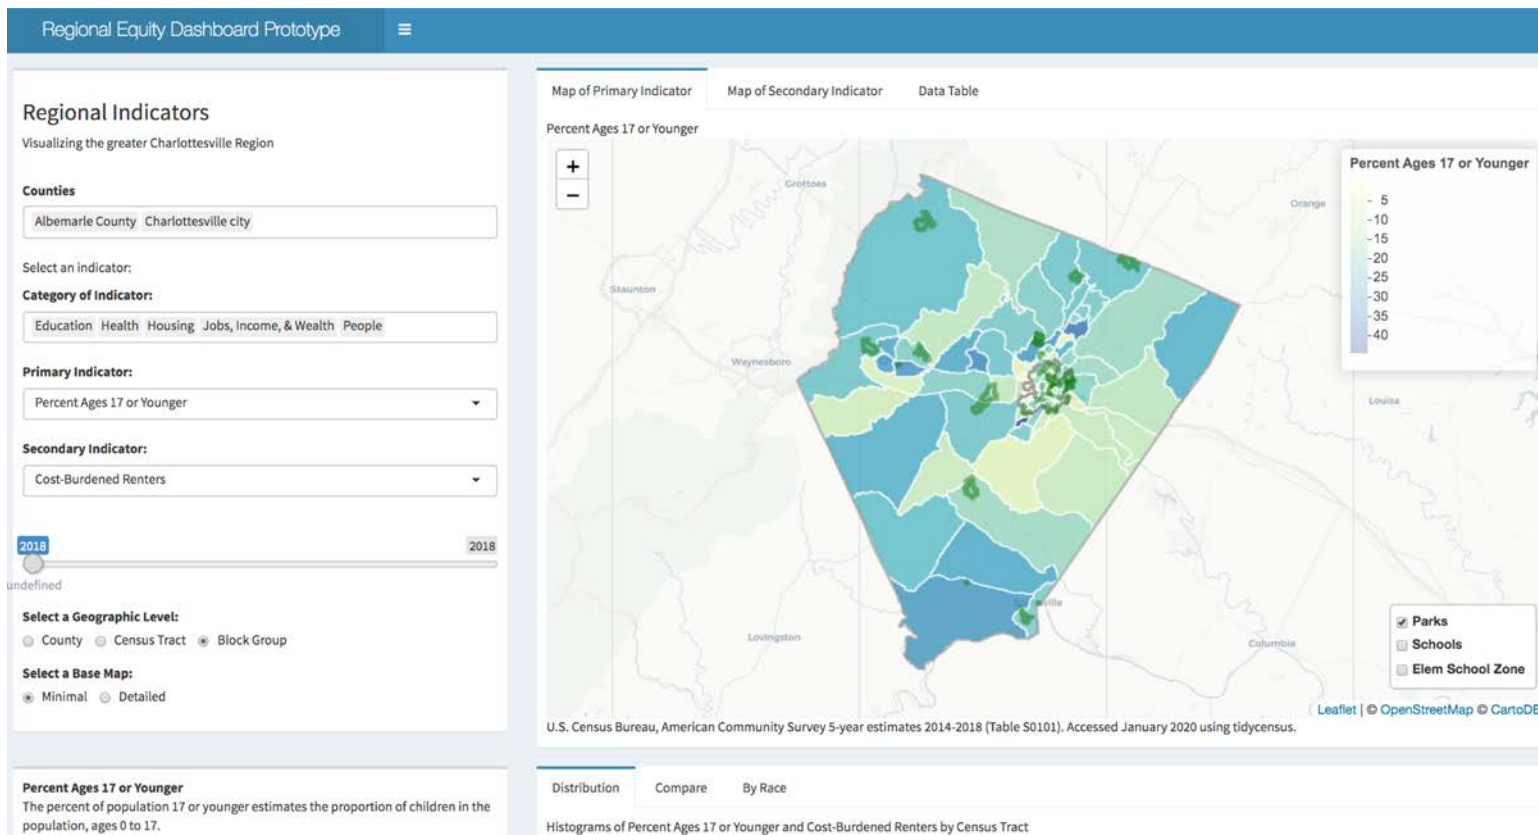 Regional Equity Dashboard Prototype
Regional Indicators
Visualizing the greater Charlottesville Region
Counties
Albemarle County Charlottesville city
Select an indicator:
Category of Indicator:
Education Health Housing Jobs, Income, & Wealth People
Primary Indicator:
Percent Ages 17 or Younger
Secondary Indicator:
Cost-Burdened Renters
2018 2018
undefined
Select a Geographic Level:
County Census Tract Block Group
Select a Base Map:
Minimal Detailed
Percent Ages 17 or Younger
The percent of population 17 or younger estimates the proportion of children in the
population, ages 0 to 17.
Map of Primary Indicator Map of Secondary Indicator Data Table
Percent Ages 17 or Younger
+
−
Grottoes
Orange
Staunton
Waynesboro
Louisa
Lovingston
Columbia
Percent Ages 17 or Younger
5
10
15
20
25
30
35
40
Parks
Schools
Elem School Zone
Leaflet | © OpenStreetMap © CartoDB
U.S. Census Bureau, American Community Survey 5-year estimates 2014-2018 (Table S0101). Accessed January 2020 using tidycensus.
Distribution Compare By Race
Histograms of Percent Ages 17 or Younger and Cost-Burdened Renters by Census Tract